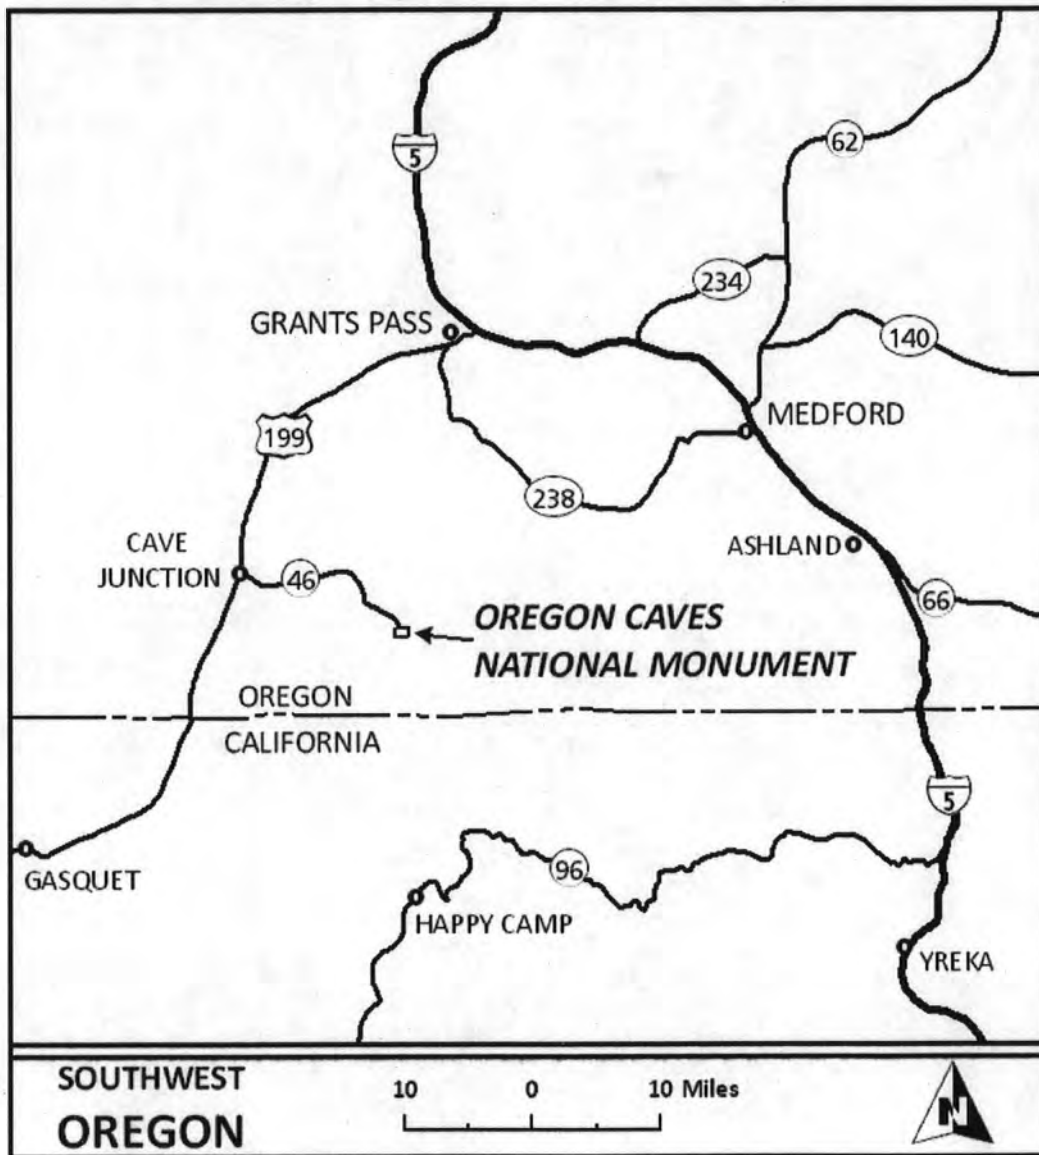 5
62
234
GRANTS PASS
140
199
MEDFORD
238
ASHLAND
CAVE
JUNCTION
46
66
OREGON CAVES
NATIONAL MONUMENT
OREGON
CALIFORNIA
5
96
GASQUET
HAPPY CAMP
YREKA
SOUTHWEST
OREGON
10 0 10 Miles
N